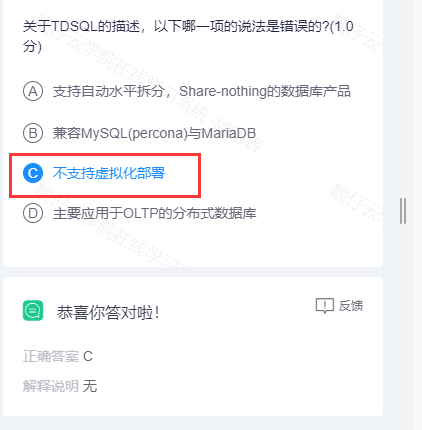 关于TDSQL的描述，以下哪一项的说法是错误的?(1.0
分)
A 支持自动水平拆分，Share-nothing的数据库产品
B 兼容MySQL(percona)与MariaDB
C 不支持虚拟化部署
D 主要应用于OLTP的分布式数据库
恭喜你答对啦！
反馈
正确答案 C
解释说明 无